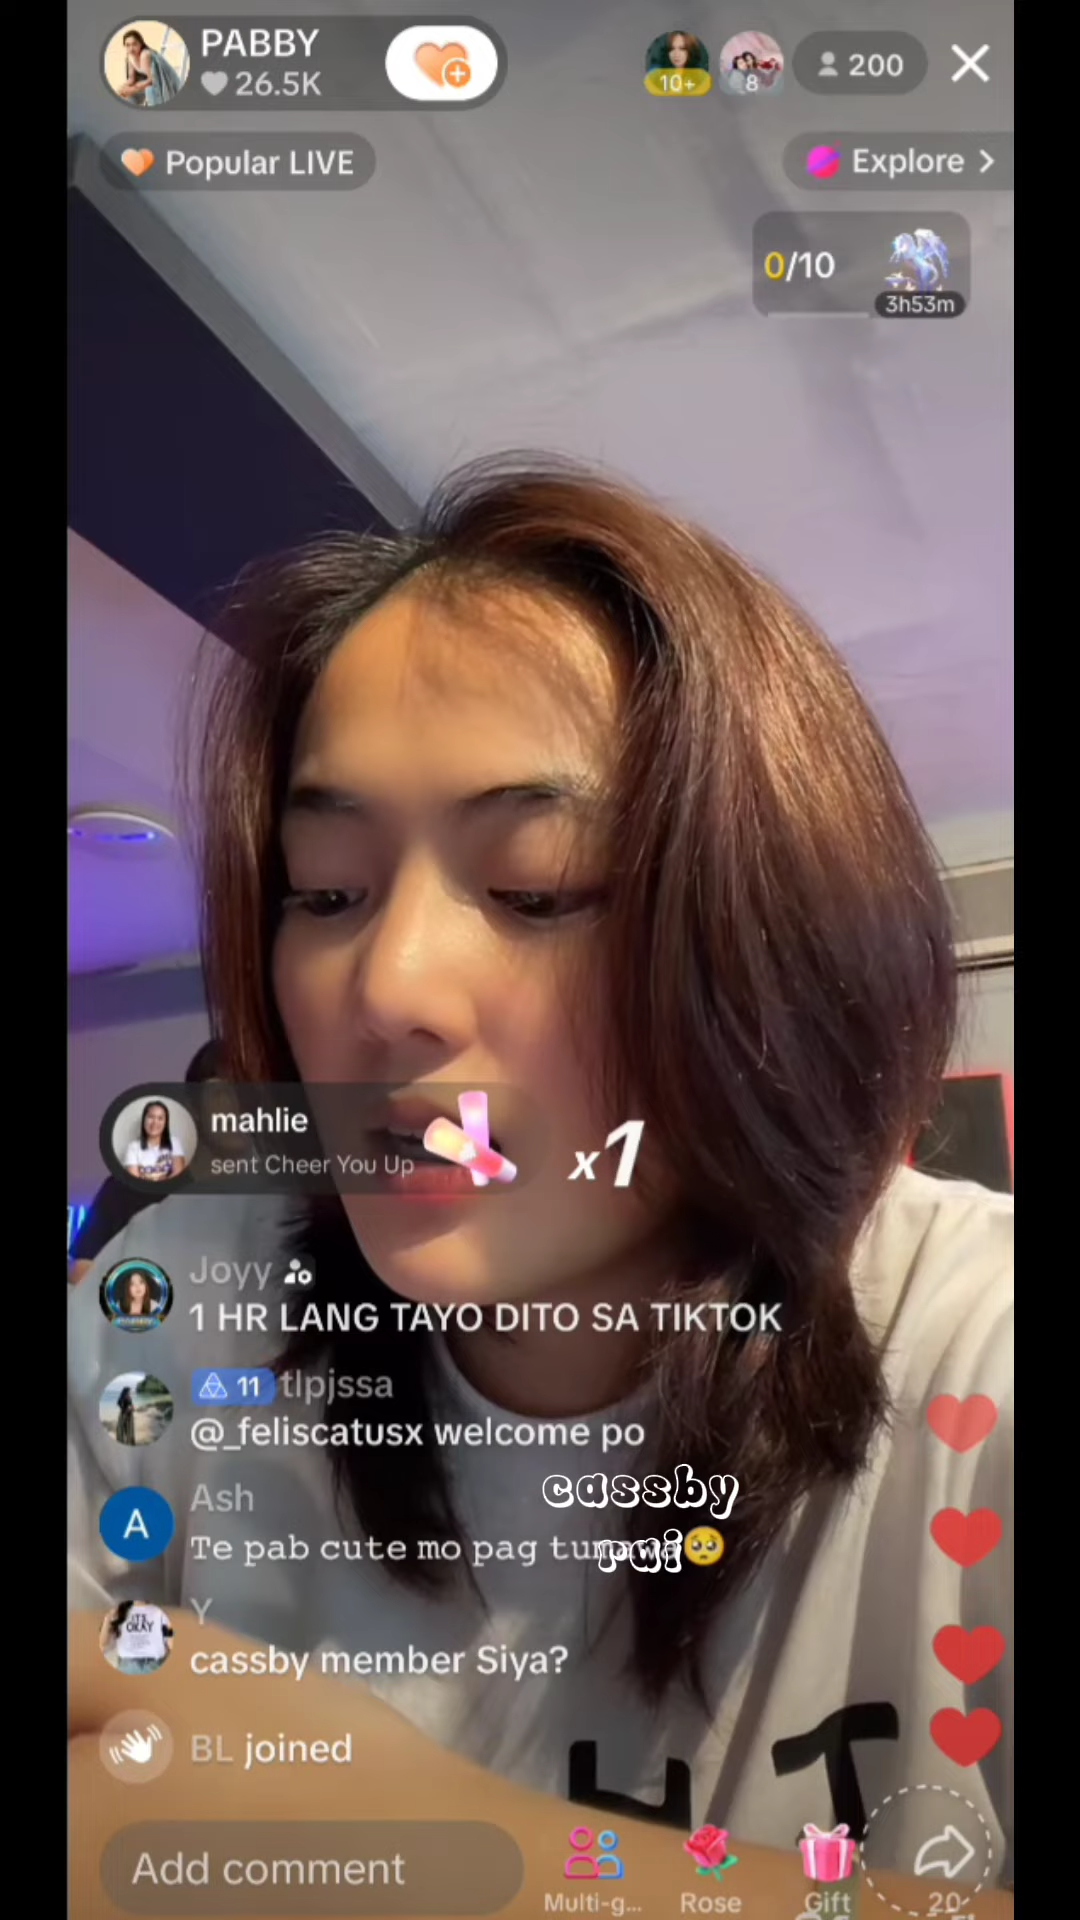 PABBY
26.5K
10+
8
200
Popular LIVE
Explore
0/10
3h53m
mahlie
sent Cheer You Up
x1
Joyy
1 HR LANG TAYO DITO SA TIKTOK
11 tlpjssa
@_feliscatusx welcome po
cassby
rai
Ash
Te pab cute mo pag
Y
cassby member Siya?
BL joined
Add comment
Multi-g...
Rose
Gift
20